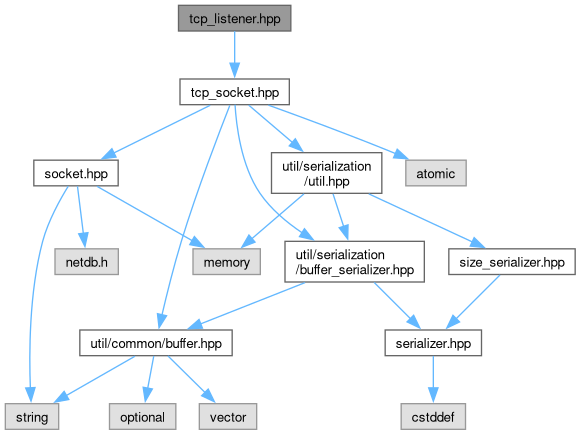 tcp_listener.hpp
tcp_socket.hpp
socket.hpp
util/serialization
/util.hpp
atomic
netdb.h
memory
util/serialization
/buffer_serializer.hpp
size_serializer.hpp
util/common/buffer.hpp
serializer.hpp
string
optional
vector
cstddef